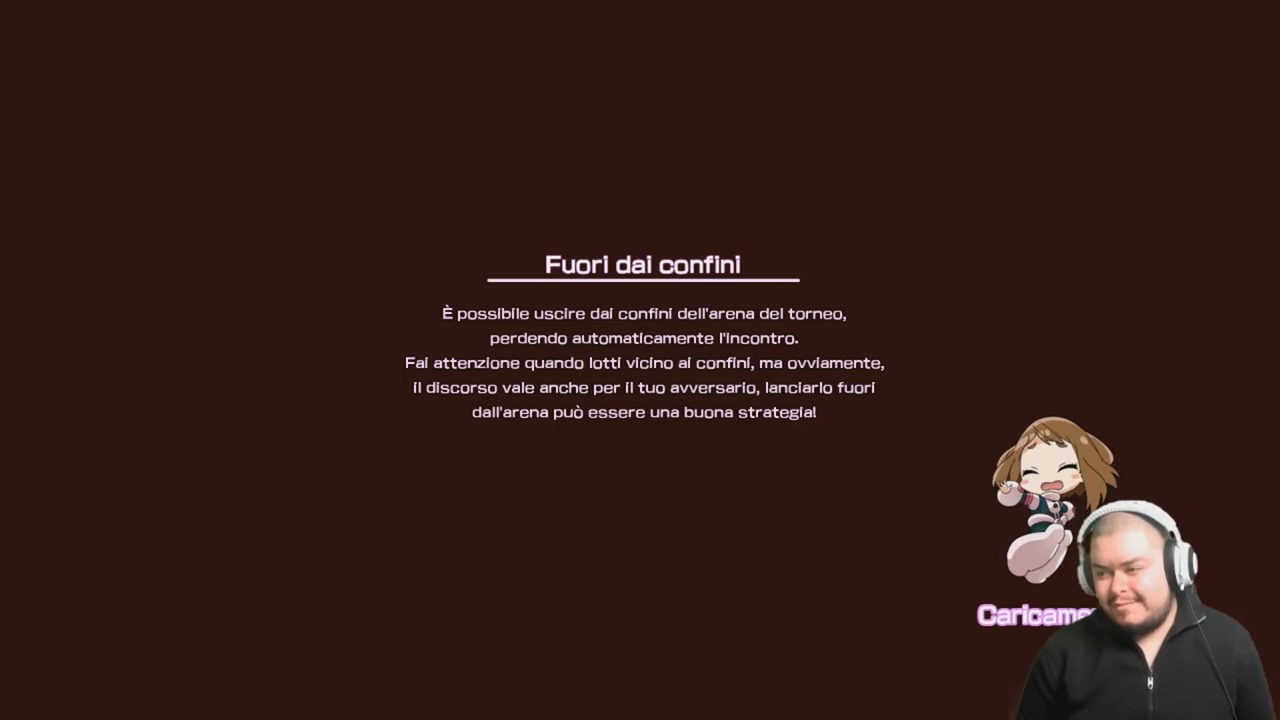 Fuori dai confini
È possibile uscire dai confini dell'arena del torneo,
perdendo automaticamente l'incontro.
Fai attenzione quando lotti vicino ai confini, ma ovviamente,
il discorso vale anche per il tuo avversario, lanciarlo fuori
dall'arena può essere una buona strategia!